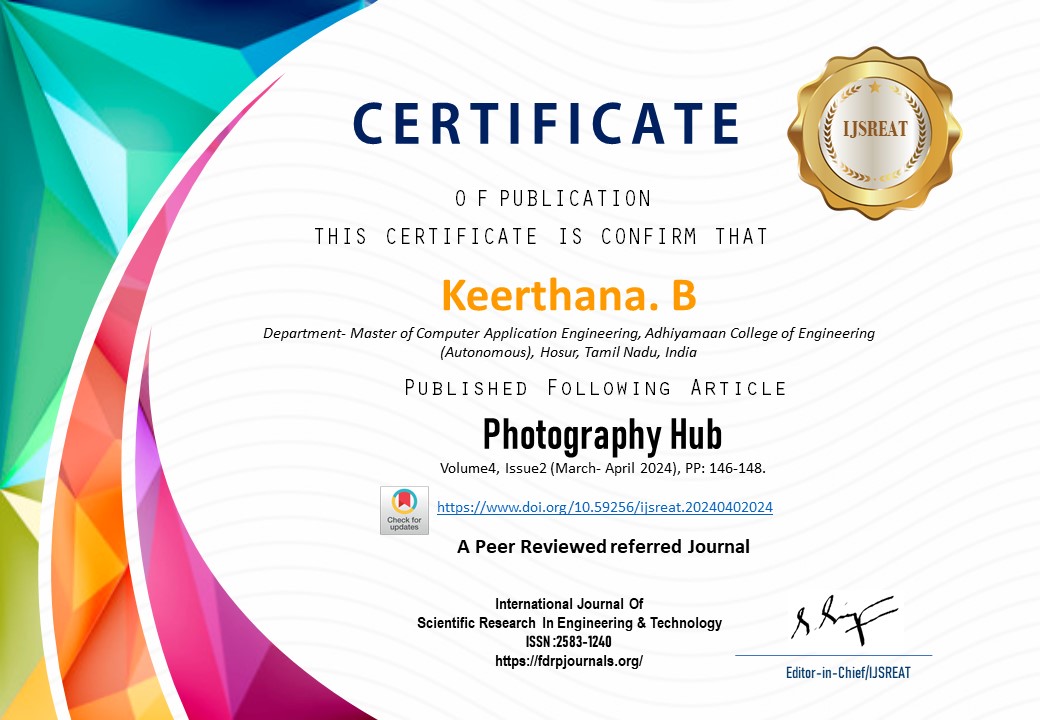 CERTIFICATE
IJSREAT
O F PUBLICATION
THIS CERTIFICATE IS CONFIRM THAT
Keerthana. B
Department- Master of Computer Application Engineering, Adhiyamaan College of Engineering
(Autonomous), Hosur, Tamil Nadu, India
Published Following Article
Photography Hub
Volume4, Issue2 (March- April 2024), PP: 146-148.
Check for
updates
https://www.doi.org/10.59256/ijsreat.20240402024
A Peer Reviewed referred Journal
International Journal Of
Scientific Research In Engineering & Technology
ISSN :2583-1240
https://fdrpjournals.org/
Editor-in-Chief/IJSREAT